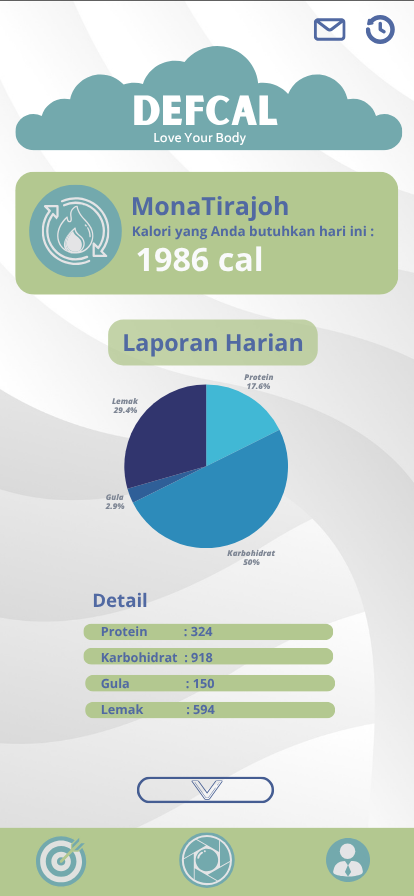 DEFCAL
Love Your Body
MonaTirajoh
Kalori yang Anda butuhkan hari ini :
1986 cal
Laporan Harian
Protein
17.6%
Lemak
29.4%
Gula
2.9%
Karbohidrat
50%
Detail
Protein : 324
Karbohidrat : 918
Gula : 150
Lemak : 594